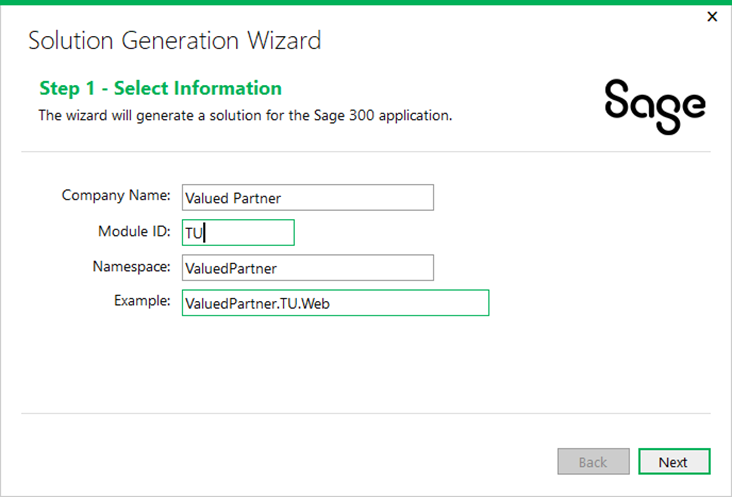 Solution Generation Wizard
Step 1 - Select Information
The wizard will generate a solution for the Sage 300 application.
Sage
Company Name: Valued Partner
Module ID: TU
Namespace: ValuedPartner
Example: ValuedPartner.TU.Web
Back Next